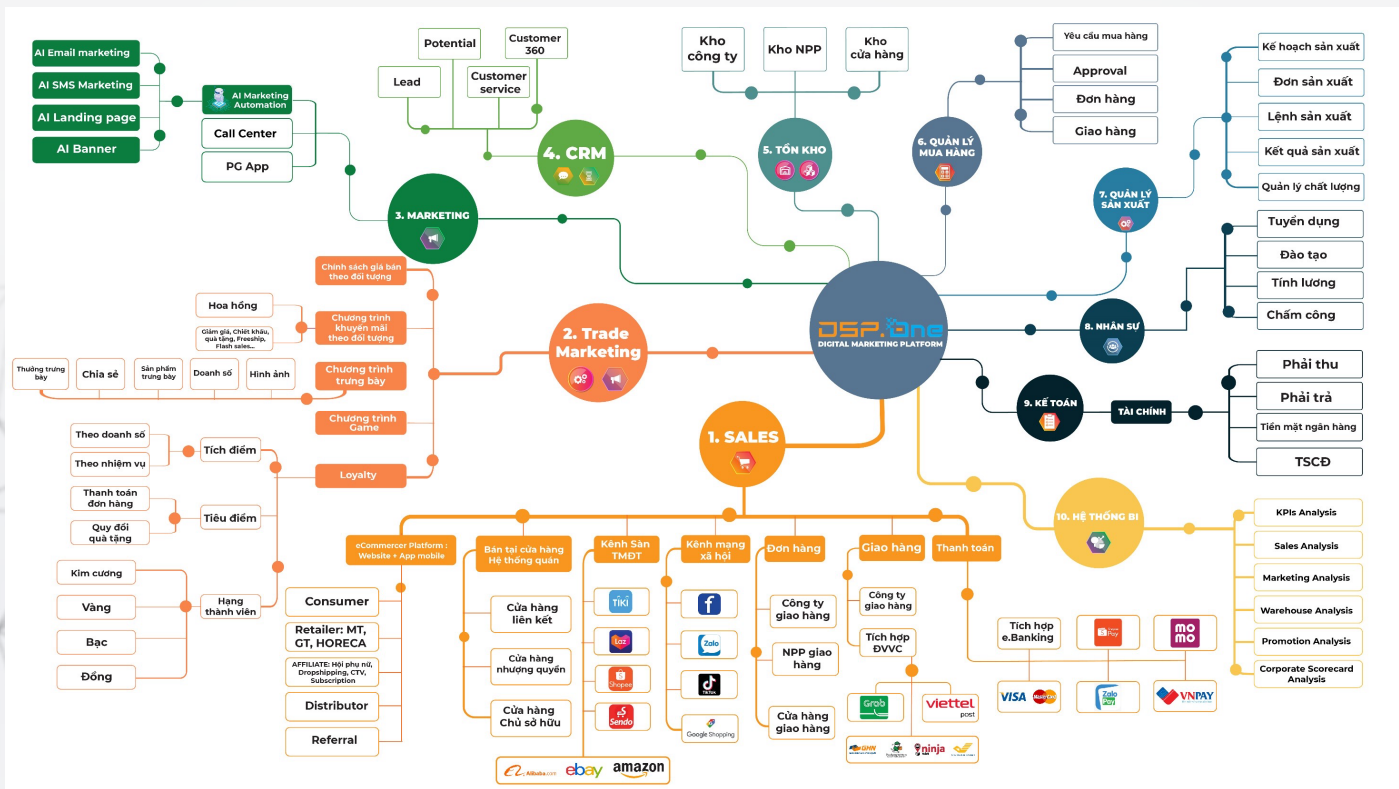 AI Email marketing
AI SMS Marketing
AI Landing page
AI Banner
AI Marketing
Automation
Call Center
PG App
3. MARKETING
Potential
Customer
360
Lead
Customer
service
4. CRM
Kho
công ty
Kho NPP
Kho
cửa hàng
5. TỒN KHO
Yêu cầu mua hàng
Approval
Đơn hàng
Giao hàng
6. QUẢN LÝ
MUA HÀNG
Kế hoạch sản xuất
Đơn sản xuất
Lệnh sản xuất
Kết quả sản xuất
Quản lý chất lượng
7. QUẢN LÝ
SẢN XUẤT
Tuyển dụng
Đào tạo
Tính lương
Chấm công
8. NHÂN SỰ
DSP.One
DIGITAL MARKETING PLATFORM
2. Trade
Marketing
Chính sách giá bán
theo đối tượng
Hoa hồng
Giảm giá, Chiết khấu,
quà tặng, Freeship,
Flash sales...
Chương trình
khuyến mãi
theo đối tượng
Thưởng trưng
bày
Chia sẻ
Sản phẩm
trưng bày
Doanh số
Hình ảnh
Chương trình
trưng bày
Chương trình
Game
Loyalty
Theo doanh số
Theo nhiệm vụ
Tích điểm
Thanh toán
đơn hàng
Quy đổi
quà tặng
Tiêu điểm
Kim cương
Vàng
Bạc
Đồng
Hạng
thành viên
9. KẾ TOÁN
TÀI CHÍNH
Phải thu
Phải trả
Tiền mặt ngân hàng
TSCĐ
1. SALES
10. HỆ THỐNG BI
KPIs Analysis
Sales Analysis
Marketing Analysis
Warehouse Analysis
Promotion Analysis
Corporate Scorecard
Analysis
eCommercer Platform :
Website + App mobile
Consumer
Retailer: MT,
GT, HORECA
AFFILIATE: Hội phụ nữ,
Dropshipping, CTV,
Subscription
Distributor
Referral
Bán tại cửa hàng
Hệ thống quán
Cửa hàng
liên kết
Cửa hàng
nhượng quyền
Cửa hàng
Chủ sở hữu
Kênh Sàn
TMĐT
TIKI
Laz
Shopee
Sendo
Alibaba.com
ebay
amazon
Kênh mạng
xã hội
f
Zalo
TikTok
Google Shopping
Đơn hàng
Công ty
giao hàng
NPP giao
hàng
Cửa hàng
giao hàng
Giao hàng
Công ty
giao hàng
Tích hợp
ĐVVC
Grab
viettel
post
GHN
ninja
Thanh toán
Tích hợp
e.Banking
Pay
mo
mo
VISA
MasterCard
Zalo
Pay
VNPAY